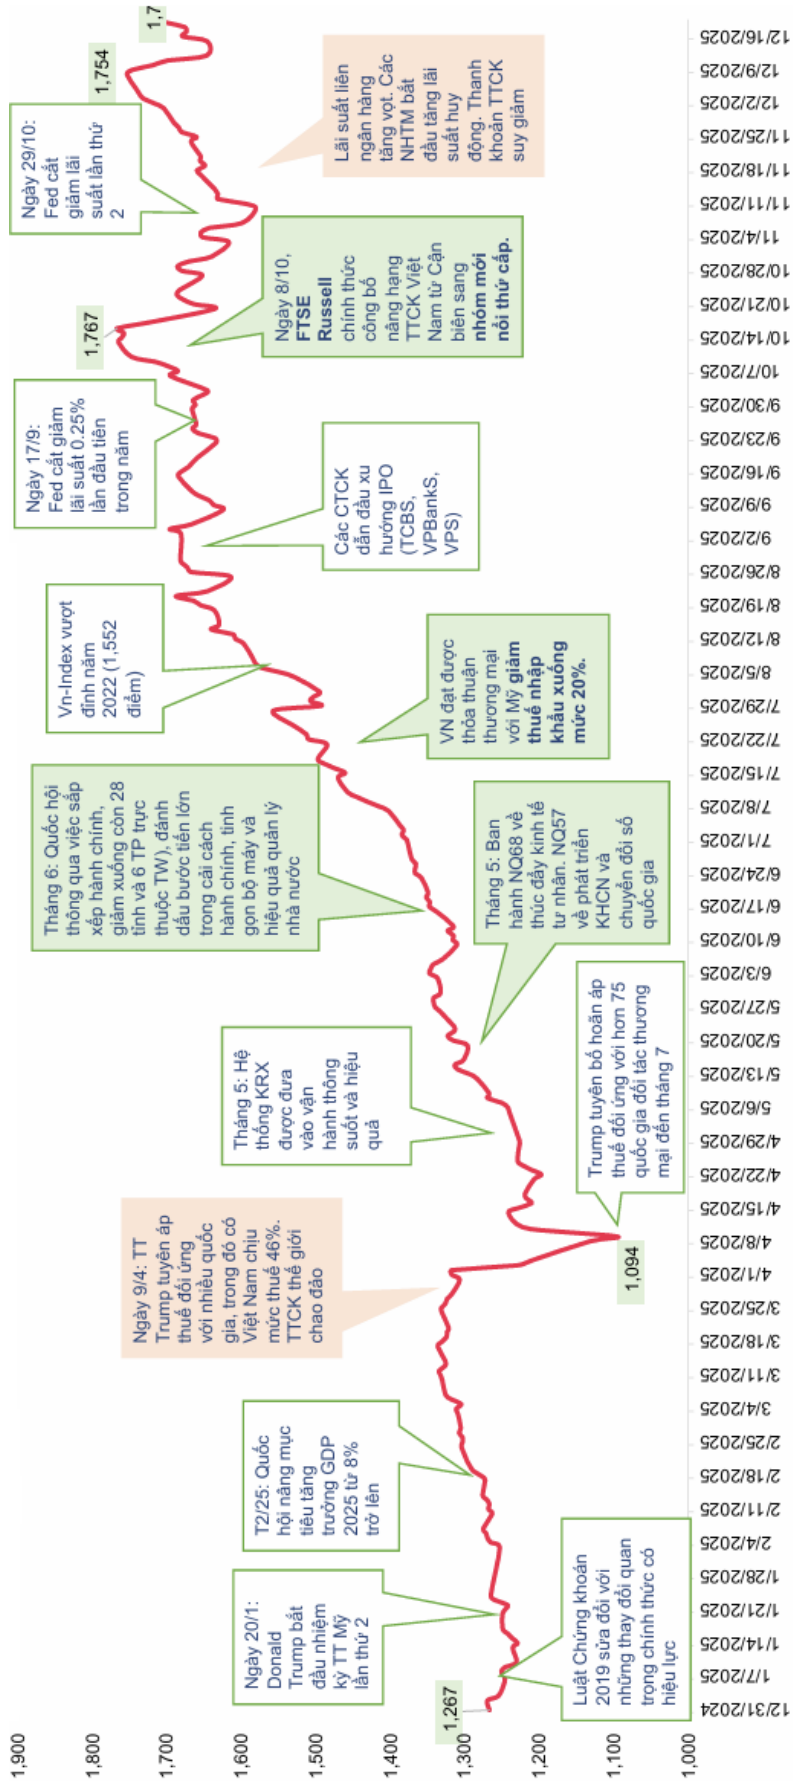 1,900
1,800
1,700
1,600
1,500
1,400
1,300
1,200
1,100
1,000
1,267
Ngày 20/1:
Donald
Trump bắt
đầu nhiệm
kỳ TT Mỹ
lần thứ 2
Luật Chứng khoán
2019 sửa đổi với
những thay đổi quan
trọng chính thức có
hiệu lực
T2/25: Quốc
hội nâng mục
tiêu tăng
trưởng GDP
2025 từ 8%
trở lên
Ngày 9/4: TT
Trump tuyên áp
thuế đối ứng
với nhiều quốc
gia, trong đó có
Việt Nam chịu
mức thuế 46%.
TTCK thế giới
chao đảo
1,094
Trump tuyên bố hoãn áp
thuế đối ứng với hơn 75
quốc gia đối tác thương
mại đến tháng 7
Tháng 5: Hệ
thống KRX
được đưa
vào vận
hành thông
suốt và hiệu
quả
Tháng 5: Ban
hành NQ68 về
thúc đẩy kinh tế
tư nhân. NQ57
về phát triển
KHCN và
chuyển đổi số
quốc gia
Tháng 6: Quốc hội
thông qua việc sắp
xếp hành chính,
giảm xuống còn 28
tỉnh và 6 TP trực
thuộc TW), đánh
dấu bước tiến lớn
trong cải cách
hành chính, tinh
gọn bộ máy và
hiệu quả quản lý
nhà nước
VN đạt được
thỏa thuận
thương mại
với Mỹ giảm
thuế nhập
khẩu xuống
mức 20%.
Vn-Index vượt
đỉnh năm
2022 (1,552
điểm)
Các CTCK
dẫn đầu xu
hướng IPO
(TCBS,
VPBankS,
VPS)
Ngày 17/9:
Fed cắt giảm
lãi suất 0.25%
lần đầu tiên
trong năm
1,767
Ngày 8/10,
FTSE
Russell
chính thức
công bố
nâng hạng
TTCK Việt
Nam từ Cận
biên sang
nhóm mới
nổi thứ cấp.
Ngày 29/10:
Fed cắt
giảm lãi
suất lần thứ
2
Lãi suất liên
ngân hàng
tăng vọt. Các
NHTM bắt
đầu tăng lãi
suất huy
động. Thanh
khoản TTCK
suy giảm
1,754
1,7
12/31/2024
1/7/2025
1/14/2025
1/21/2025
1/28/2025
2/4/2025
2/11/2025
2/18/2025
2/25/2025
3/4/2025
3/11/2025
3/18/2025
3/25/2025
4/1/2025
4/8/2025
4/15/2025
4/22/2025
4/29/2025
5/6/2025
5/13/2025
5/20/2025
5/27/2025
6/3/2025
6/10/2025
6/17/2025
6/24/2025
7/1/2025
7/8/2025
7/15/2025
7/22/2025
7/29/2025
8/5/2025
8/12/2025
8/19/2025
8/26/2025
9/2/2025
9/9/2025
9/16/2025
9/23/2025
9/30/2025
10/7/2025
10/14/2025
10/21/2025
10/28/2025
11/4/2025
11/11/2025
11/18/2025
11/25/2025
12/2/2025
12/9/2025
12/16/2025